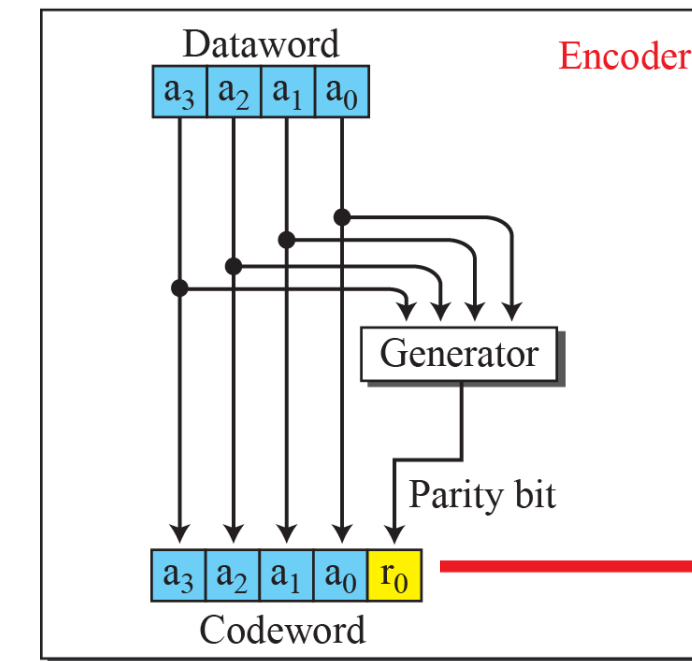 Dataword
Encoder
a3 a2 a1 a0
Generator
Parity bit
a3 a2 a1 a0 r0
Codeword